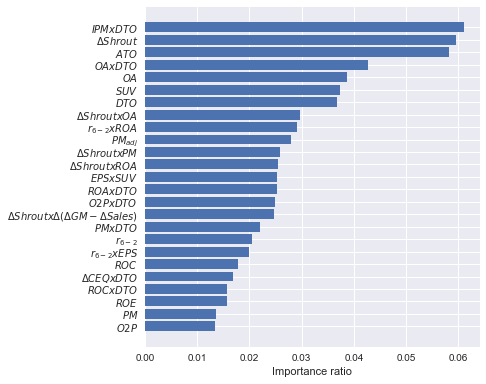 IPMxDTO
ΔShrout
ATO
OAxDTO
OA
SUV
DTO
ΔShroutxOA
r₆₋₂xROA
PM_adj
ΔShroutxPM
ΔShroutxROA
EPSxSUV
ROAxDTO
O2PxDTO
ΔShroutxΔ(ΔGM − ΔSales)
PMxDTO
r₆₋₂
r₆₋₂xEPS
ROC
ΔCEQxDTO
ROCxDTO
ROE
PM
O2P
0.00 0.01 0.02 0.03 0.04 0.05 0.06
Importance ratio